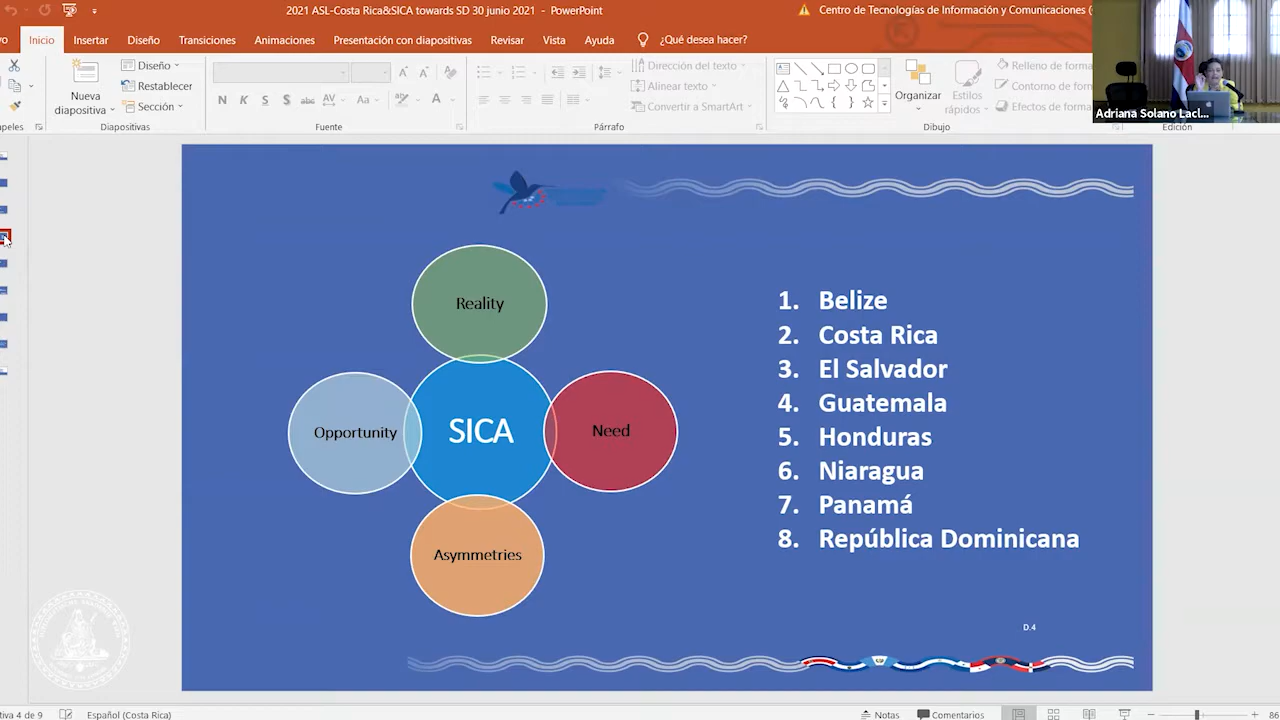 2021 ASL-Costa Rica&SICA towards SD 30 junio 2021 - PowerPoint
Centro de Tecnologías de Información y Comunicaciones (
Inicio
Insertar
Diseño
Transiciones
Animaciones
Presentación con diapositivas
Revisar
Vista
Ayuda
¿Qué desea hacer?
Nueva
diapositiva
Diseño
Restablecer
Sección
N K S S abc AV Aa A
Dirección del texto
Alinear texto
Convertir a SmartArt
Organizar
Estilos
rápidos
Relleno de forma
Contorno de form
Efectos de forma
apeles
Diapositivas
Fuente
Párrafo
Dibujo
Edición
Adriana Solano Lacl...
Reality
Opportunity
SICA
Need
Asymmetries
1. Belize
2. Costa Rica
3. El Salvador
4. Guatemala
5. Honduras
6. Niaragua
7. Panamá
8. República Dominicana
D.4
tiva 4 de 9
Español (Costa Rica)
Notas
Comentarios
86